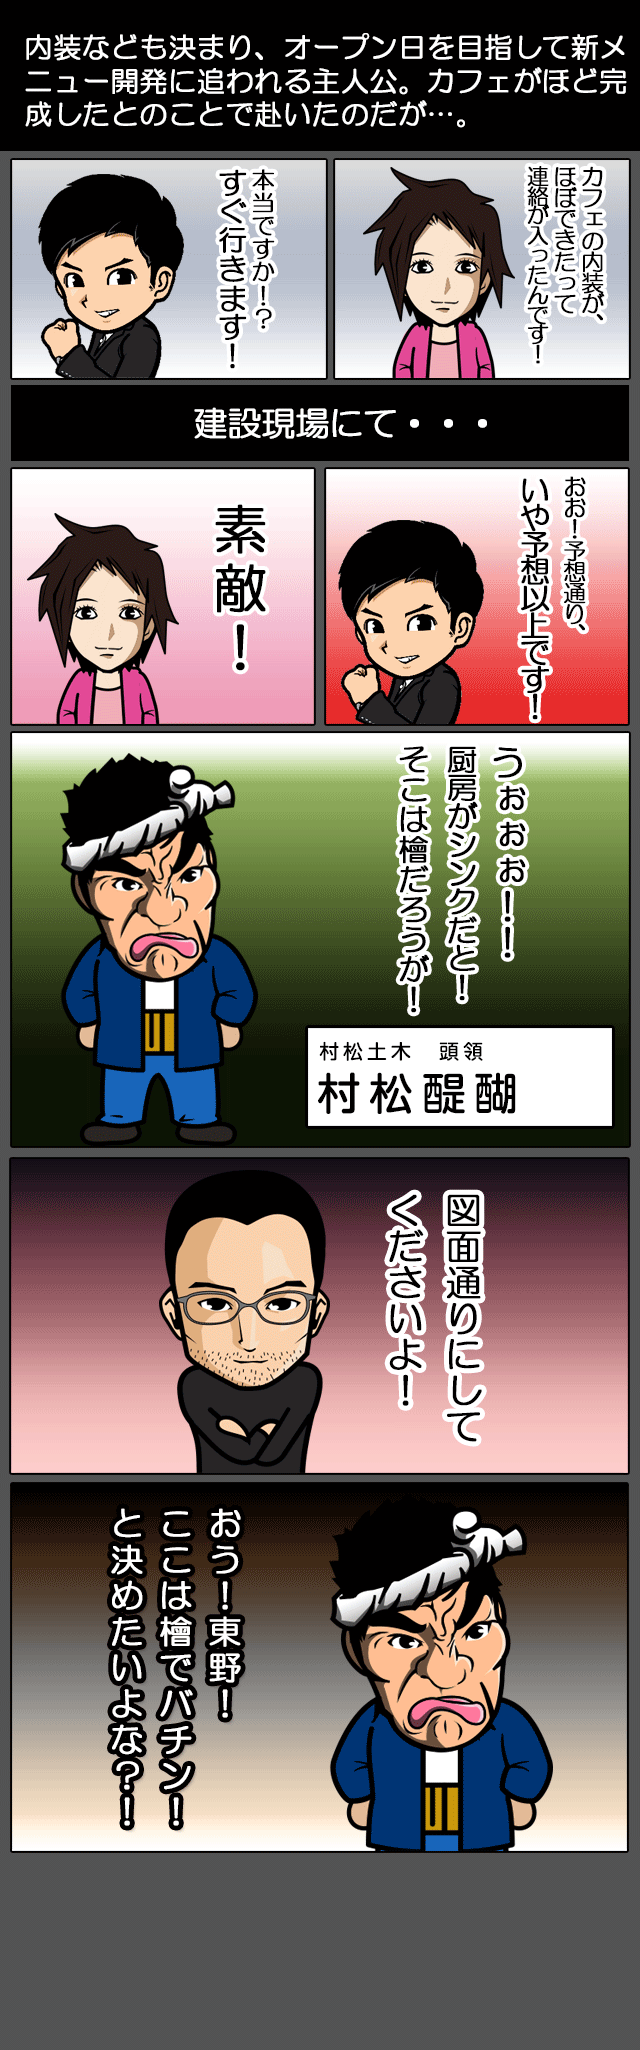 内装なども決まり、オープン日を目指して新メ
ニュー開発に追われる主人公。カフェがほど完
成したとのことで赴いたのだが…。
カフェの内装が、
ほぼできたって
連絡が入ったんです！
本当ですか！？
すぐ行きます！
建設現場にて・・・
おお！予想通り、
いや予想以上です！
素敵！
うぉぉぉ！！
厨房がシンクだと！
そこは檜だろうが！
村松土木　頭領
村松醍醐
図面通りにして
くださいよ！
おう！東野！
ここは檜でバチン！
と決めたいよな？！